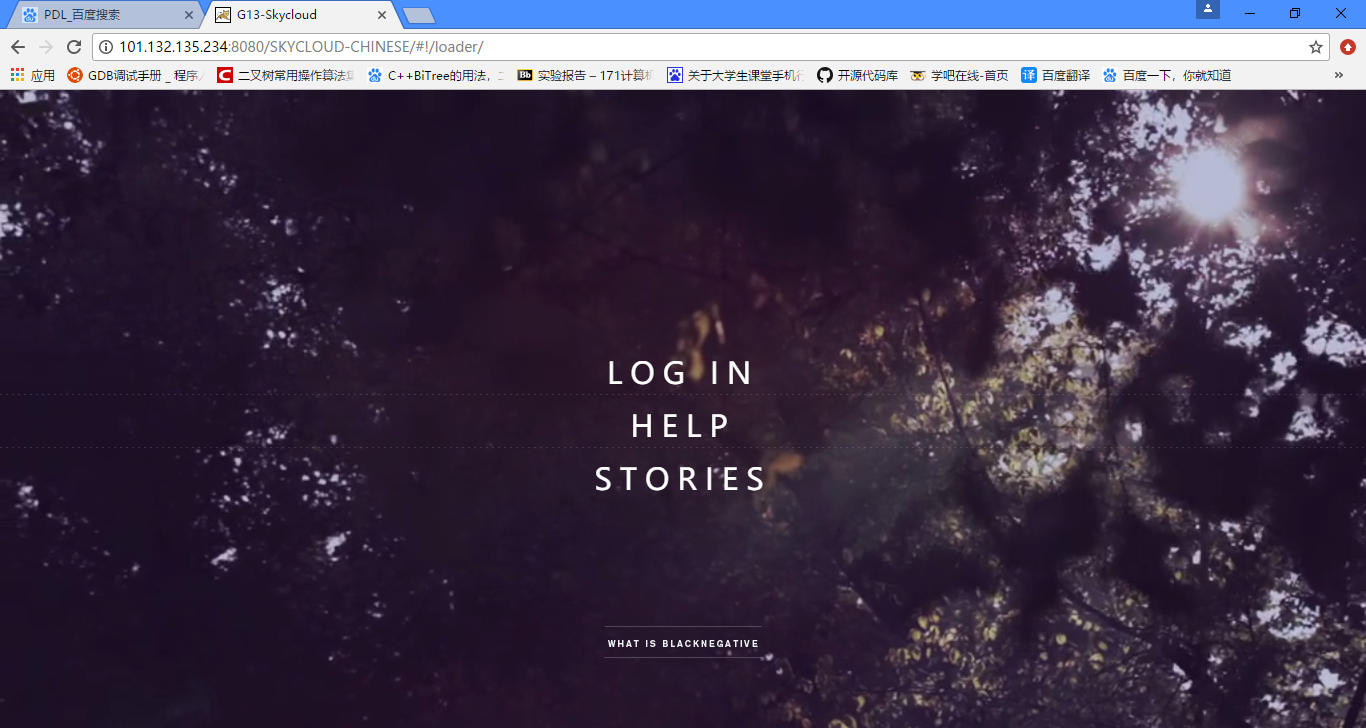 PDL_百度搜索
G13-Skycloud
101.132.135.234:8080/SKYCLOUD-CHINESE/#!/loader/
应用
GDB调试手册 _ 程序
二叉树常用操作算法
C++BiTree的用法，
Bb 实验报告 – 171计算
关于大学生课堂手机
开源代码库
学吧在线-首页
译 百度翻译
百度一下，你就知道
»
LOG IN
HELP
STORIES
WHAT IS BLACKNEGATIVE